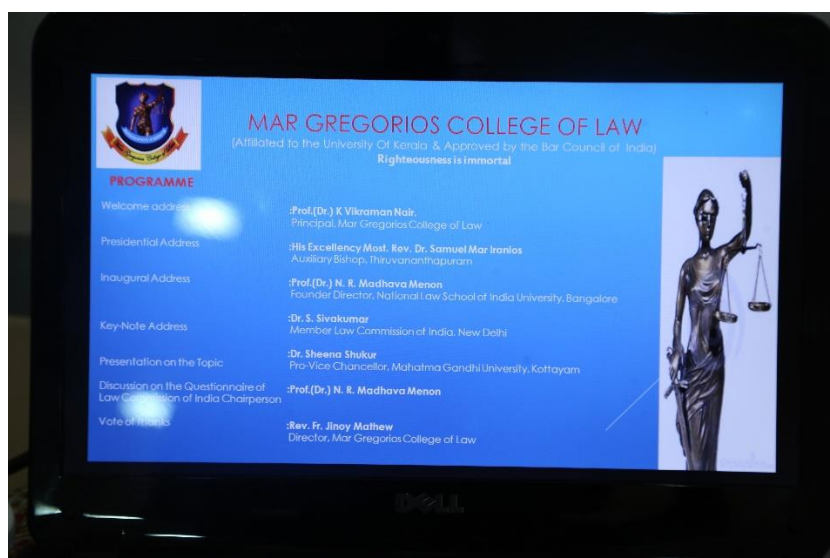 MAR GREGORIOS COLLEGE OF LAW
(Affiliated to the University Of Kerala & Approved by the Bar Council of India)
Righteousness is immortal
PROGRAMME
Welcome address :Prof.(Dr.) K Vikraman Nair.
Principal, Mar Gregorios College of Law
Presidential Address :His Excellency Most. Rev. Dr. Samuel Mar Iranios
Auxiliary Bishop, Thiruvananthapuram
Inaugural Address :Prof.(Dr.) N. R. Madhava Menon
Founder Director, National Law School of India University, Bangalore
Key-Note Address :Dr. S. Sivakumar
Member Law Commission of India, New Delhi
Presentation on the Topic :Dr. Sheena Shukur
Pro-Vice Chancellor, Mahatma Gandhi University, Kottayam
Discussion on the Questionnaire of :Prof.(Dr.) N. R. Madhava Menon
Law Commission of India Chairperson
Vote of thanks :Rev. Fr. Jinoy Mathew
Director, Mar Gregorios College of Law
DELL